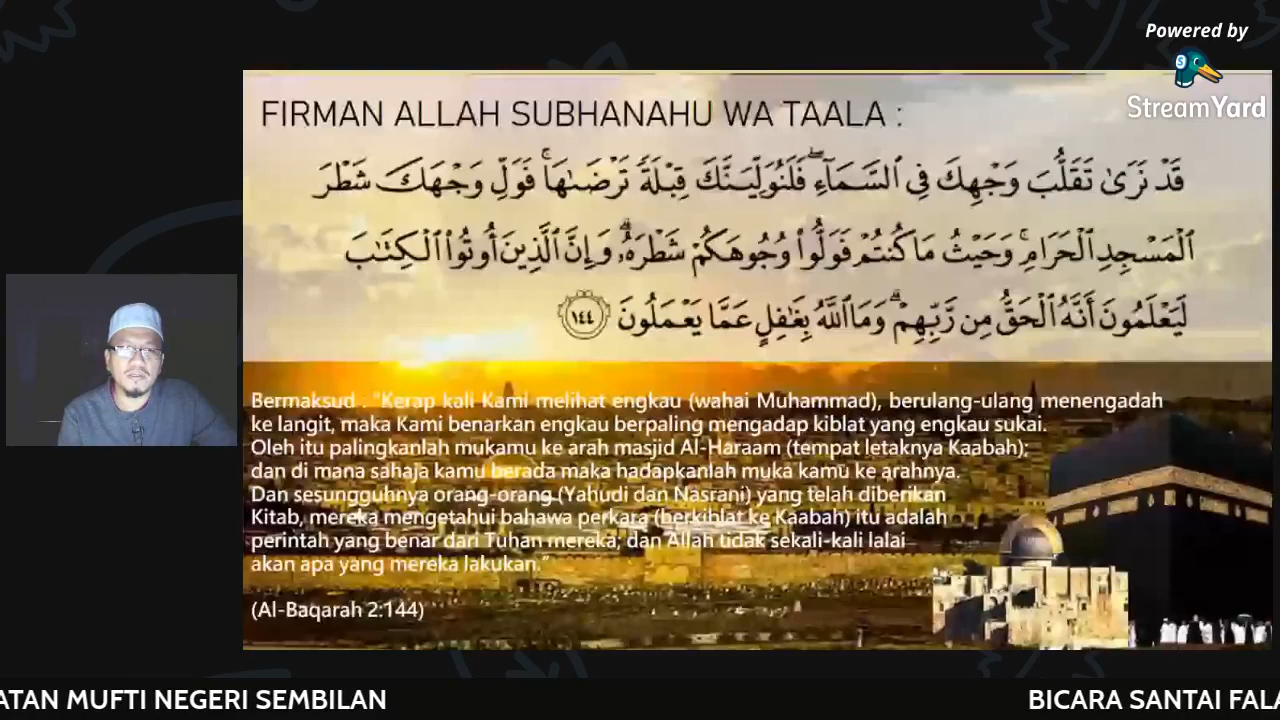 Powered by
StreamYard
FIRMAN ALLAH SUBHANAHU WA TAALA :
قَدْ نَرَىٰ تَقَلُّبَ وَجْهِكَ فِي ٱلسَّمَآءِ ۖ فَلَنُوَلِّيَنَّكَ قِبْلَةً تَرْضَىٰهَا ۚ فَوَلِّ وَجْهَكَ شَطْرَ
ٱلْمَسْجِدِ ٱلْحَرَامِ ۚ وَحَيْثُ مَا كُنتُمْ فَوَلُّوا۟ وُجُوهَكُمْ شَطْرَهُۥ ۗ وَإِنَّ ٱلَّذِينَ أُوتُوا۟ ٱلْكِتَٰبَ
لَيَعْلَمُونَ أَنَّهُ ٱلْحَقُّ مِن رَّبِّهِمْ ۗ وَمَا ٱللَّهُ بِغَٰفِلٍ عَمَّا يَعْمَلُونَ ١٤٤
Bermaksud : "Kerap kali Kami melihat engkau (wahai Muhammad), berulang-ulang menengadah
ke langit, maka Kami benarkan engkau berpaling mengadap kiblat yang engkau sukai.
Oleh itu palingkanlah mukamu ke arah masjid Al-Haraam (tempat letaknya Kaabah);
dan di mana sahaja kamu berada maka hadapkanlah muka kamu ke arahnya.
Dan sesungguhnya orang-orang (Yahudi dan Nasrani) yang telah diberikan
Kitab, mereka mengetahui bahawa perkara (berkiblat ke Kaabah) itu adalah
perintah yang benar dari Tuhan mereka; dan Allah tidak sekali-kali lalai
akan apa yang mereka lakukan."
(Al-Baqarah 2:144)
ATAN MUFTI NEGERI SEMBILAN
BICARA SANTAI FALA